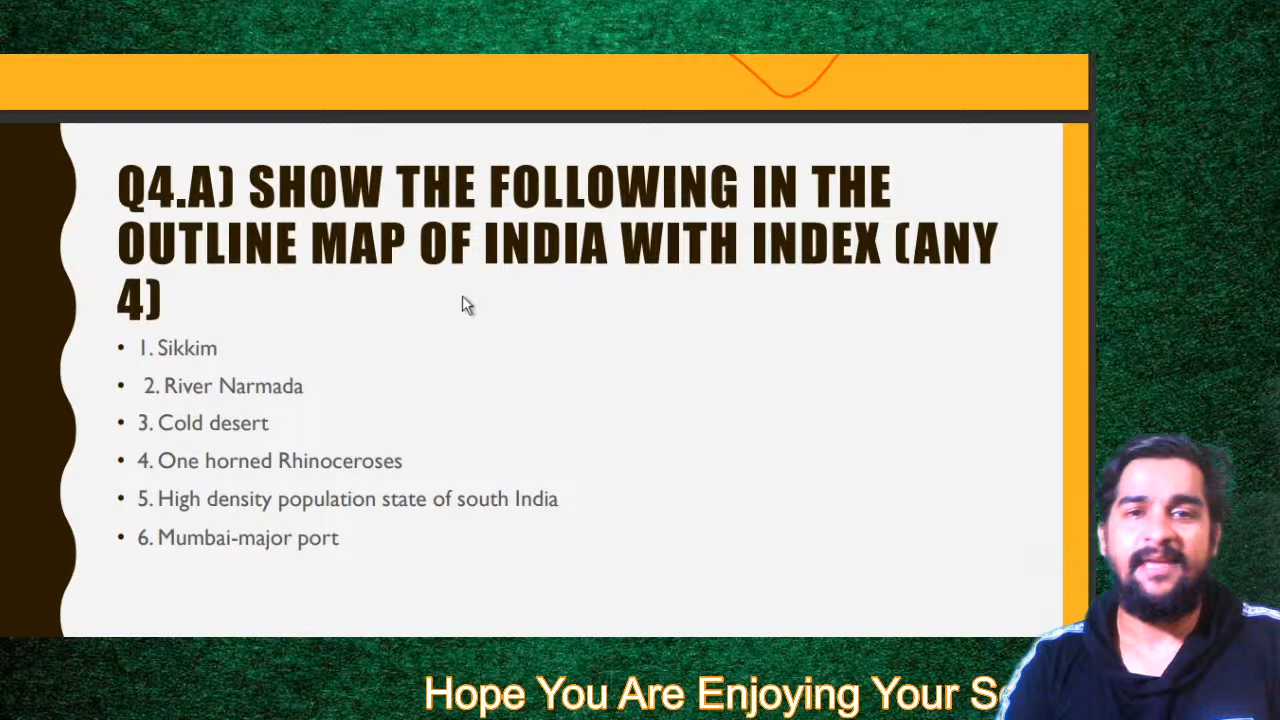 Q4.A) SHOW THE FOLLOWING IN THE
OUTLINE MAP OF INDIA WITH INDEX (ANY
4)
• 1. Sikkim
• 2. River Narmada
• 3. Cold desert
• 4. One horned Rhinoceroses
• 5. High density population state of south India
• 6. Mumbai-major port
Hope You Are Enjoying Your